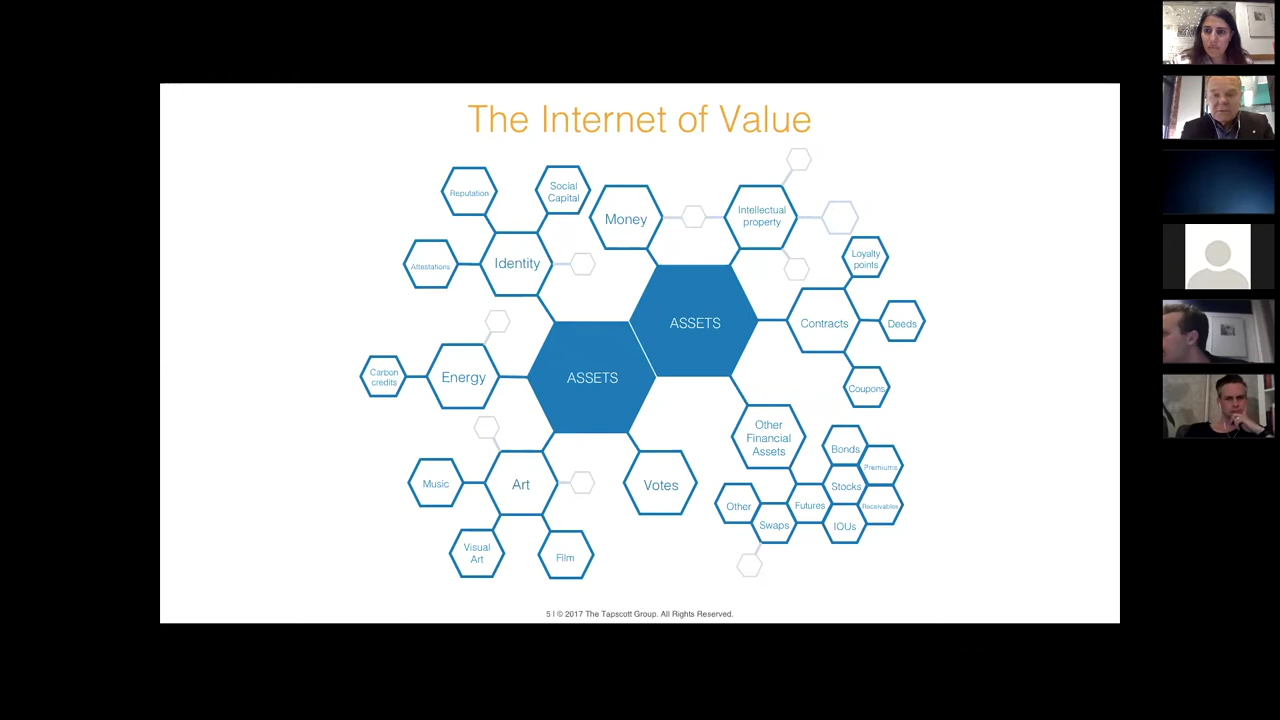 The Internet of Value
Reputation
Social
Capital
Money
Intellectual
property
Attestations
Identity
Loyalty
points
ASSETS
Contracts
Deeds
Carbon
credits
Energy
ASSETS
Coupons
Other
Financial
Assets
Bonds
Premiums
Music
Art
Votes
Stocks
Other
Futures
Receivables
Swaps
IOUs
Visual
Art
Film
5 | © 2017 The Tapscott Group. All Rights Reserved.